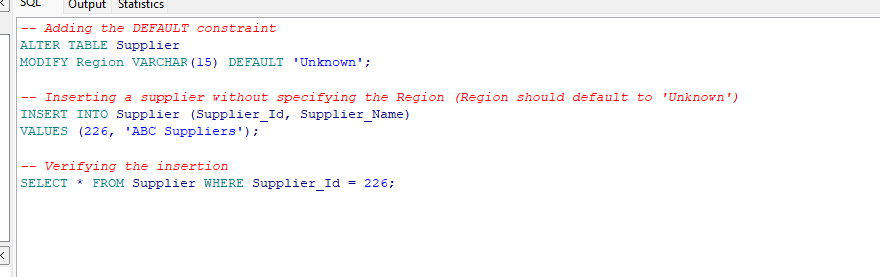 SQL Output Statistics
-- Adding the DEFAULT constraint
ALTER TABLE Supplier
MODIFY Region VARCHAR(15) DEFAULT 'Unknown';
-- Inserting a supplier without specifying the Region (Region should default to 'Unknown')
INSERT INTO Supplier (Supplier_Id, Supplier_Name)
VALUES (226, 'ABC Suppliers');
-- Verifying the insertion
SELECT * FROM Supplier WHERE Supplier_Id = 226;